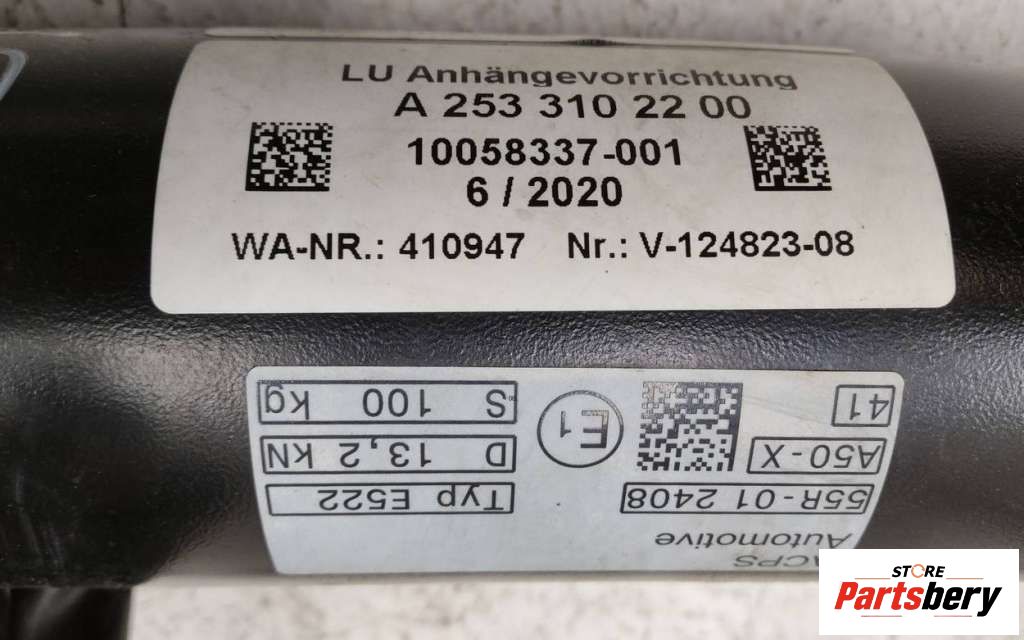 LU Anhängevorrichtung
A 253 310 22 00
10058337-001
6 / 2020
WA-NR.: 410947 Nr.: V-124823-08
ACPS
Automotive
55R-01 2408
Typ E522
A50-X
D 13,2 kN
41
E1
S 100 kg
STORE
Partsbery